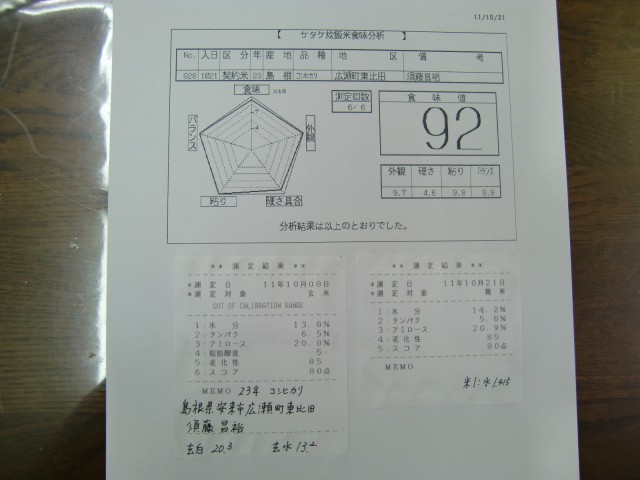 11/10/21
【 サタケ炊飯米食味分析 】
No. 入日 区分 年 産地 品種 地区 備考
928 1021 契約米 23 島根 コシヒカリ 広瀬町東比田 須藤昌裕
食味 ×10
外観
硬さ具合
粘り
バランス
測定回数
6/ 6
食味値
92
外観 硬さ 粘り バランス
9.7 4.6 9.8 9.8
分析結果は以上のとおりでした。
** 測定結果 **
*測定日 11年10月08日
*測定対象 玄米
OUT OF CALIBRATION RANGE
1:水分 13.8%
2:タンパク 6.5%
3:アミロース 20.0%
4:脂肪酸度 5
5:老化性 85
6:スコア 80点
MEMO 23年 コシヒカリ
島根県安来市広瀬町東比田
須藤 昌裕
玄白 20.3 玄水 13.2
** 測定結果 **
*測定日 11年10月21日
*測定対象 精米
1:水分 14.2%
2:タンパク 5.8%
3:アミロース 20.9%
4:老化性 85
5:スコア 80点
MEMO
米1:水1.415